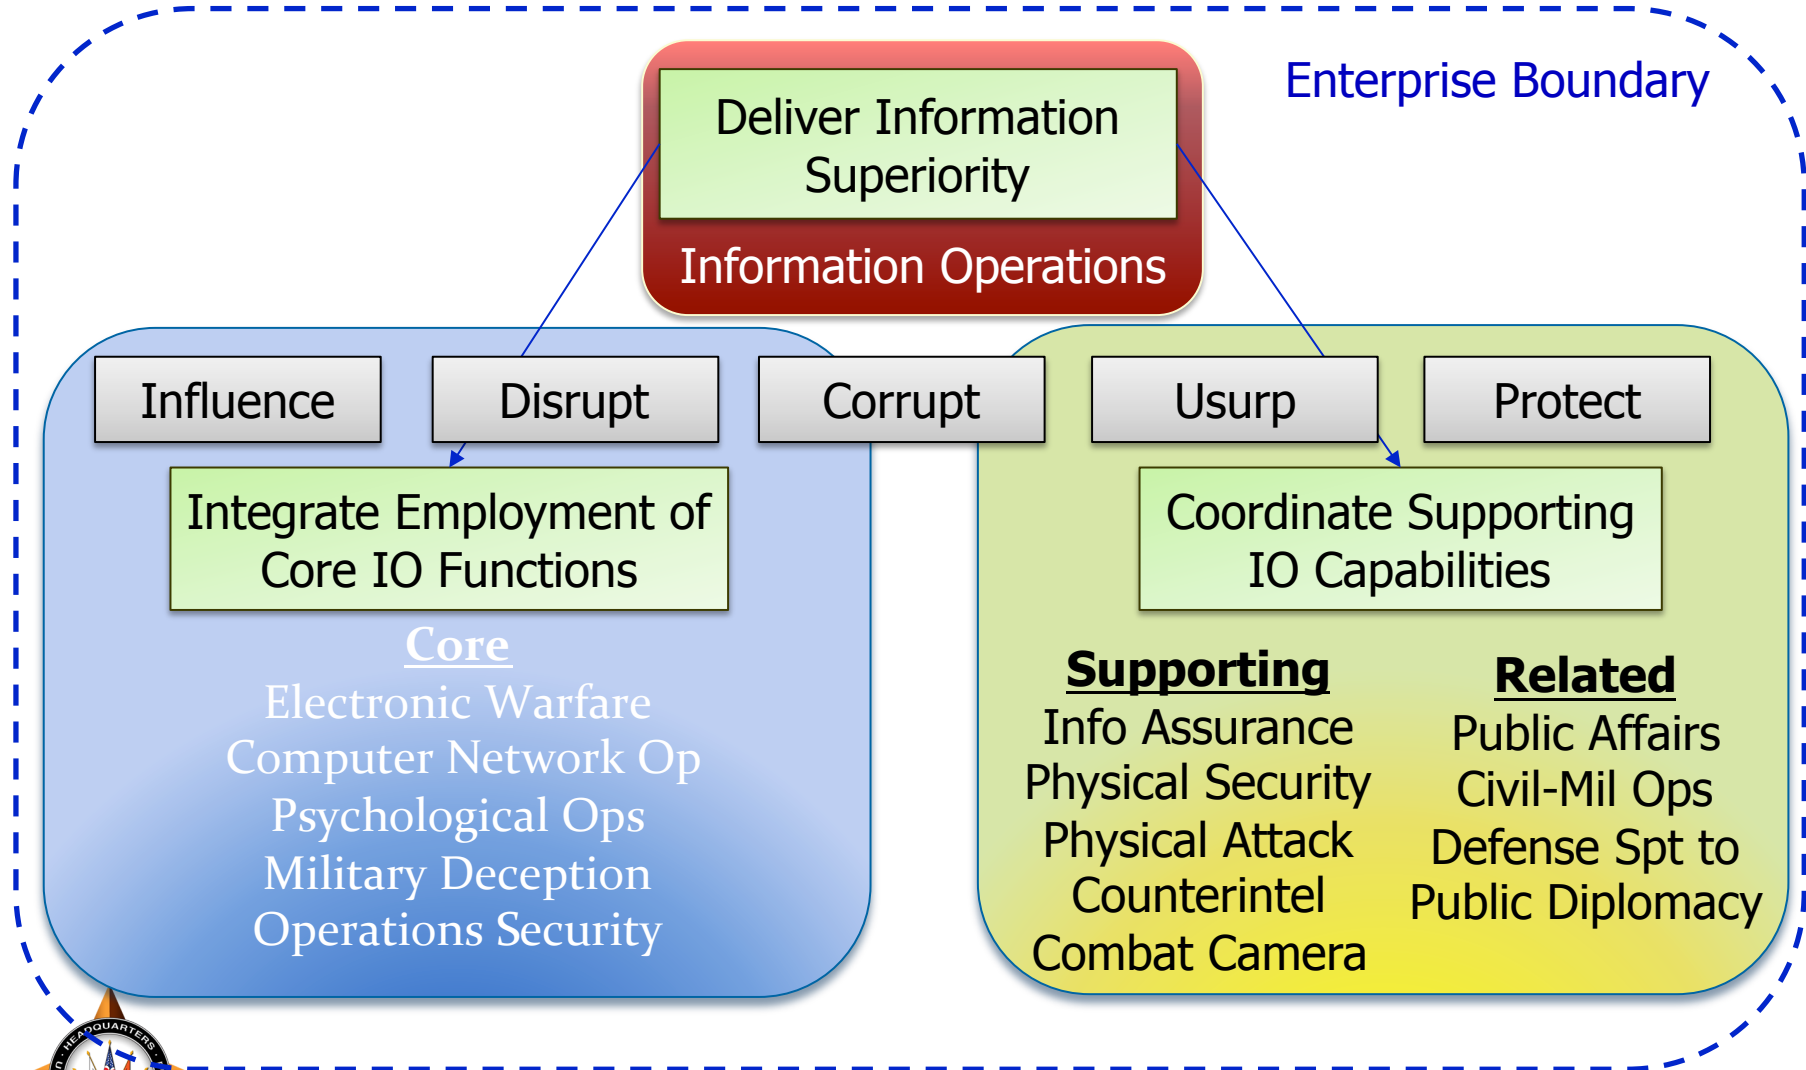 Enterprise Boundary
Deliver Information
Superiority
Information Operations
Influence
Disrupt
Corrupt
Usurp
Protect
Integrate Employment of
Core IO Functions
Core
Electronic Warfare
Computer Network Op
Psychological Ops
Military Deception
Operations Security
Coordinate Supporting
IO Capabilities
Supporting
Info Assurance
Physical Security
Physical Attack
Counterintel
Combat Camera
Related
Public Affairs
Civil-Mil Ops
Defense Spt to
Public Diplomacy
HEADQUARTERS